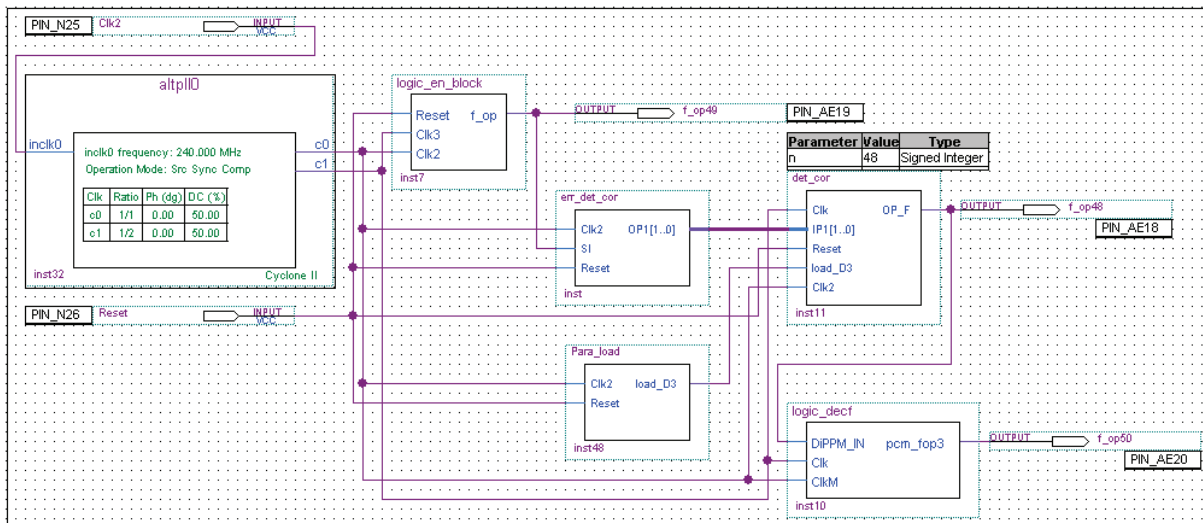 PIN_N25 Clk2 INPUT
VCC
altpll0
inclk0
inclk0 frequency: 240.000 MHz
Operation Mode: Src Sync Comp
Clk Ratio Ph (dg) DC (%)
c0 1/1 0.00 50.00
c1 1/2 0.00 50.00
c0
c1
inst32
Cyclone II
PIN_N26 Reset INPUT
VCC
logic_en_block
Reset f_op
Clk3
Clk2
inst7
OUTPUT f_op49
PIN_AE19
err_det_cor
Clk2 OP1[1..0]
SI
Reset
inst
Para_load
Clk2 load_D3
Reset
inst48
Parameter Value Type
n 48 Signed Integer
det_cor
Clk OP_F
IP1[1..0]
Reset
load_D3
Clk2
inst11
OUTPUT f_op48
PIN_AE18
logic_decf
DiPPM_IN pcm_fop3
Clk
ClkM
inst10
OUTPUT f_op50
PIN_AE20